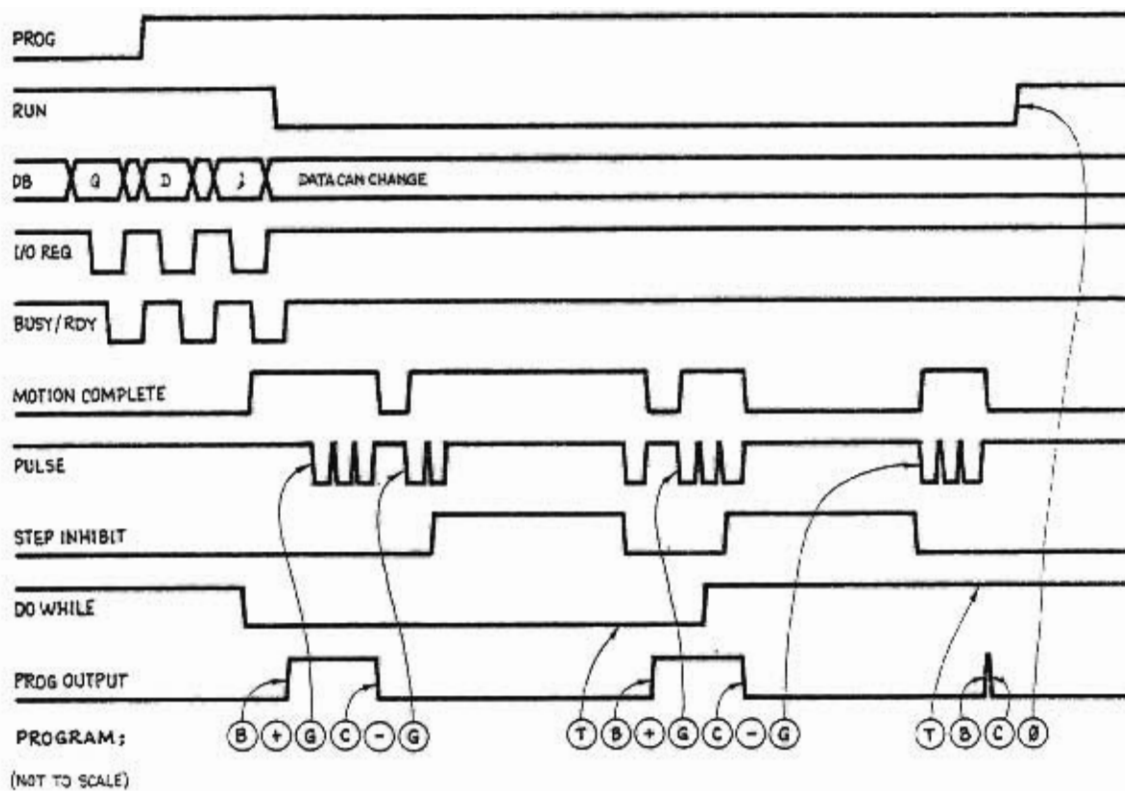 PROG
RUN
DB Q D ; DATA CAN CHANGE
I/O REQ
BUSY/RDY
MOTION COMPLETE
PULSE
STEP INHIBIT
DO WHILE
PROG OUTPUT
PROGRAM; B + G C - G T B + G C - G T B C 0
(NOT TO SCALE)